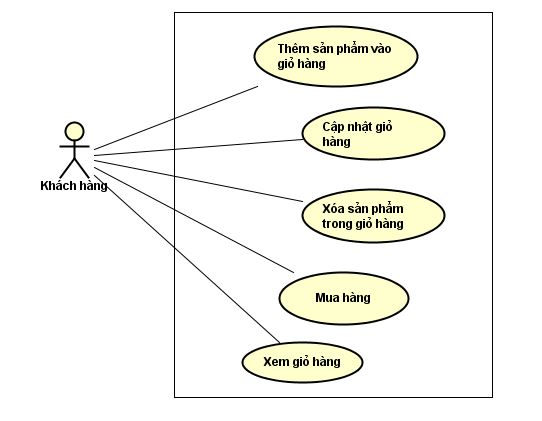 Thêm sản phẩm vào
giỏ hàng
Cập nhật giỏ
hàng
Khách hàng
Xóa sản phẩm
trong giỏ hàng
Mua hàng
Xem giỏ hàng